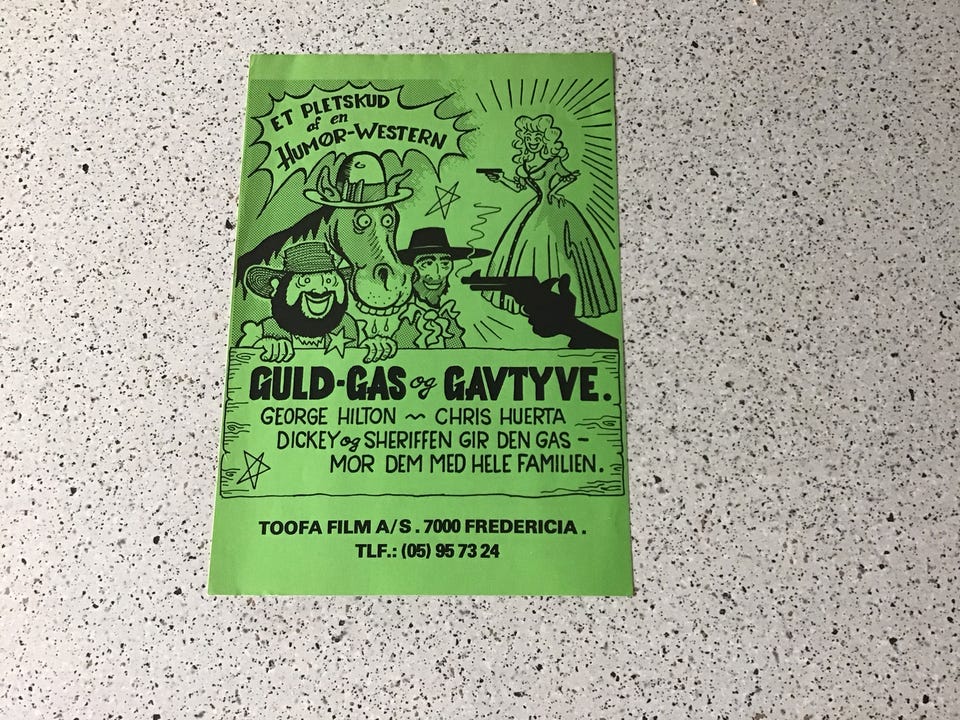 ET PLETSKUD
af en
HUMØR-WESTERN
GULD-GAS og GAVTYVE.
GEORGE HILTON ~ CHRIS HUERTA
DICKEY og SHERIFFEN GIR DEN GAS -
MOR DEM MED HELE FAMILIEN.
TOOFA FILM A/S. 7000 FREDERICIA.
TLF.: (05) 95 73 24